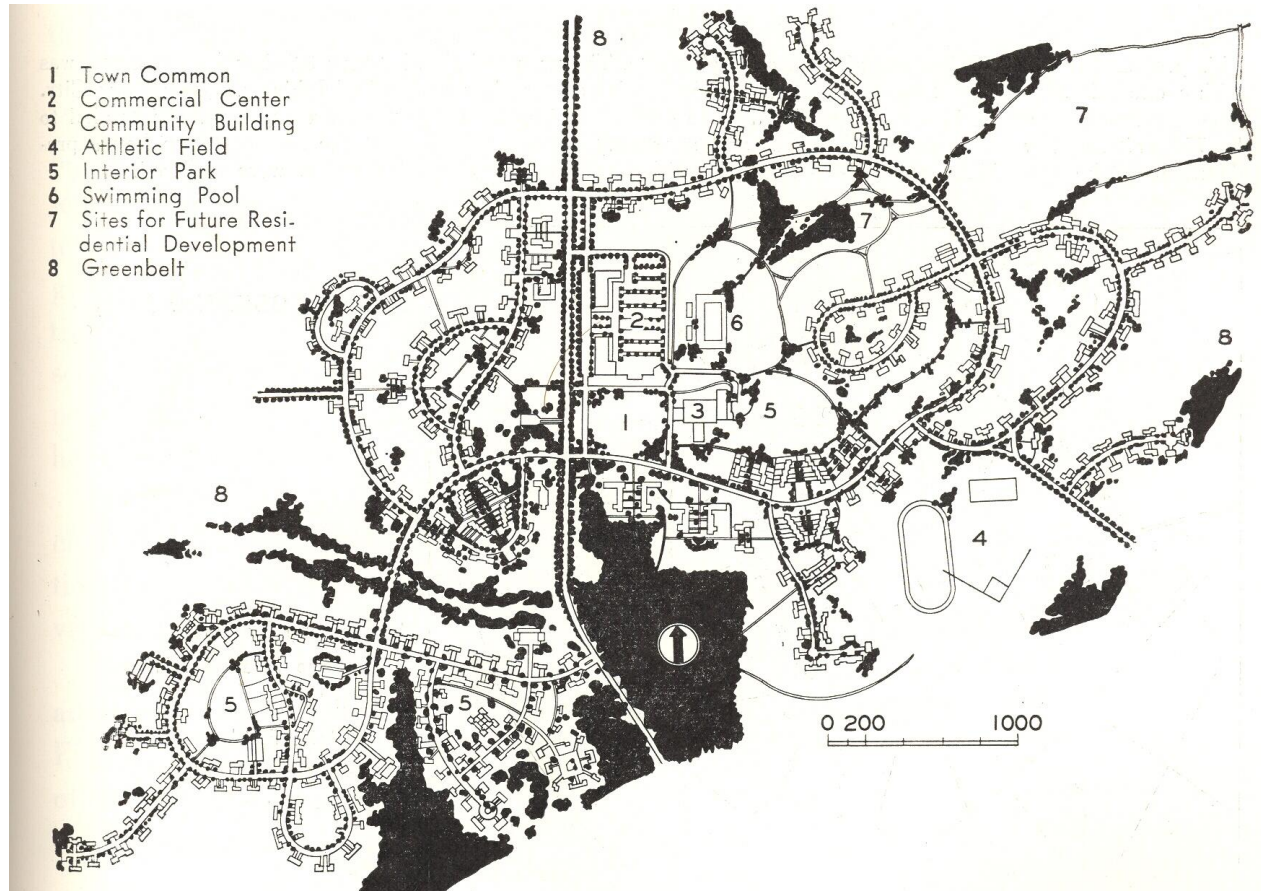 1 Town Common
2 Commercial Center
3 Community Building
4 Athletic Field
5 Interior Park
6 Swimming Pool
7 Sites for Future Resi-
dential Development
8 Greenbelt
8
7
7
2
6
8
1
3
5
8
4
5
5
0 200 1000